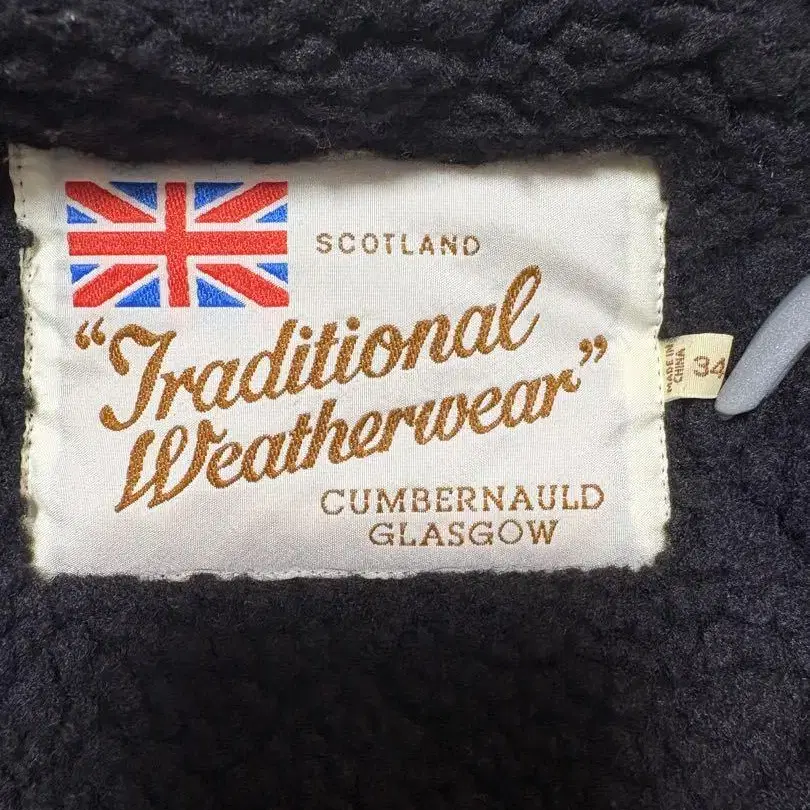 SCOTLAND
“Traditional
Weatherwear”
CUMBERNAULD
GLASGOW
MADE IN
CHINA
34